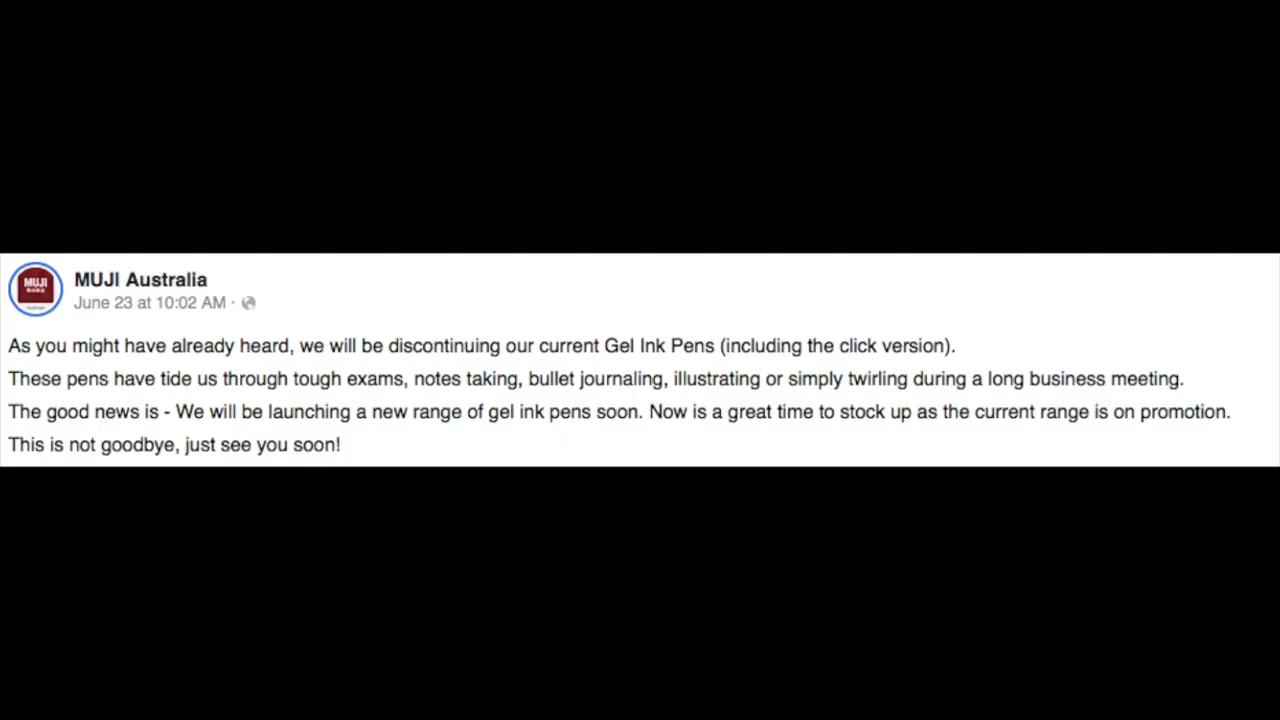 MUJI
MUJI Australia
June 23 at 10:02 AM ·
As you might have already heard, we will be discontinuing our current Gel Ink Pens (including the click version).
These pens have tide us through tough exams, notes taking, bullet journaling, illustrating or simply twirling during a long business meeting.
The good news is - We will be launching a new range of gel ink pens soon. Now is a great time to stock up as the current range is on promotion.
This is not goodbye, just see you soon!